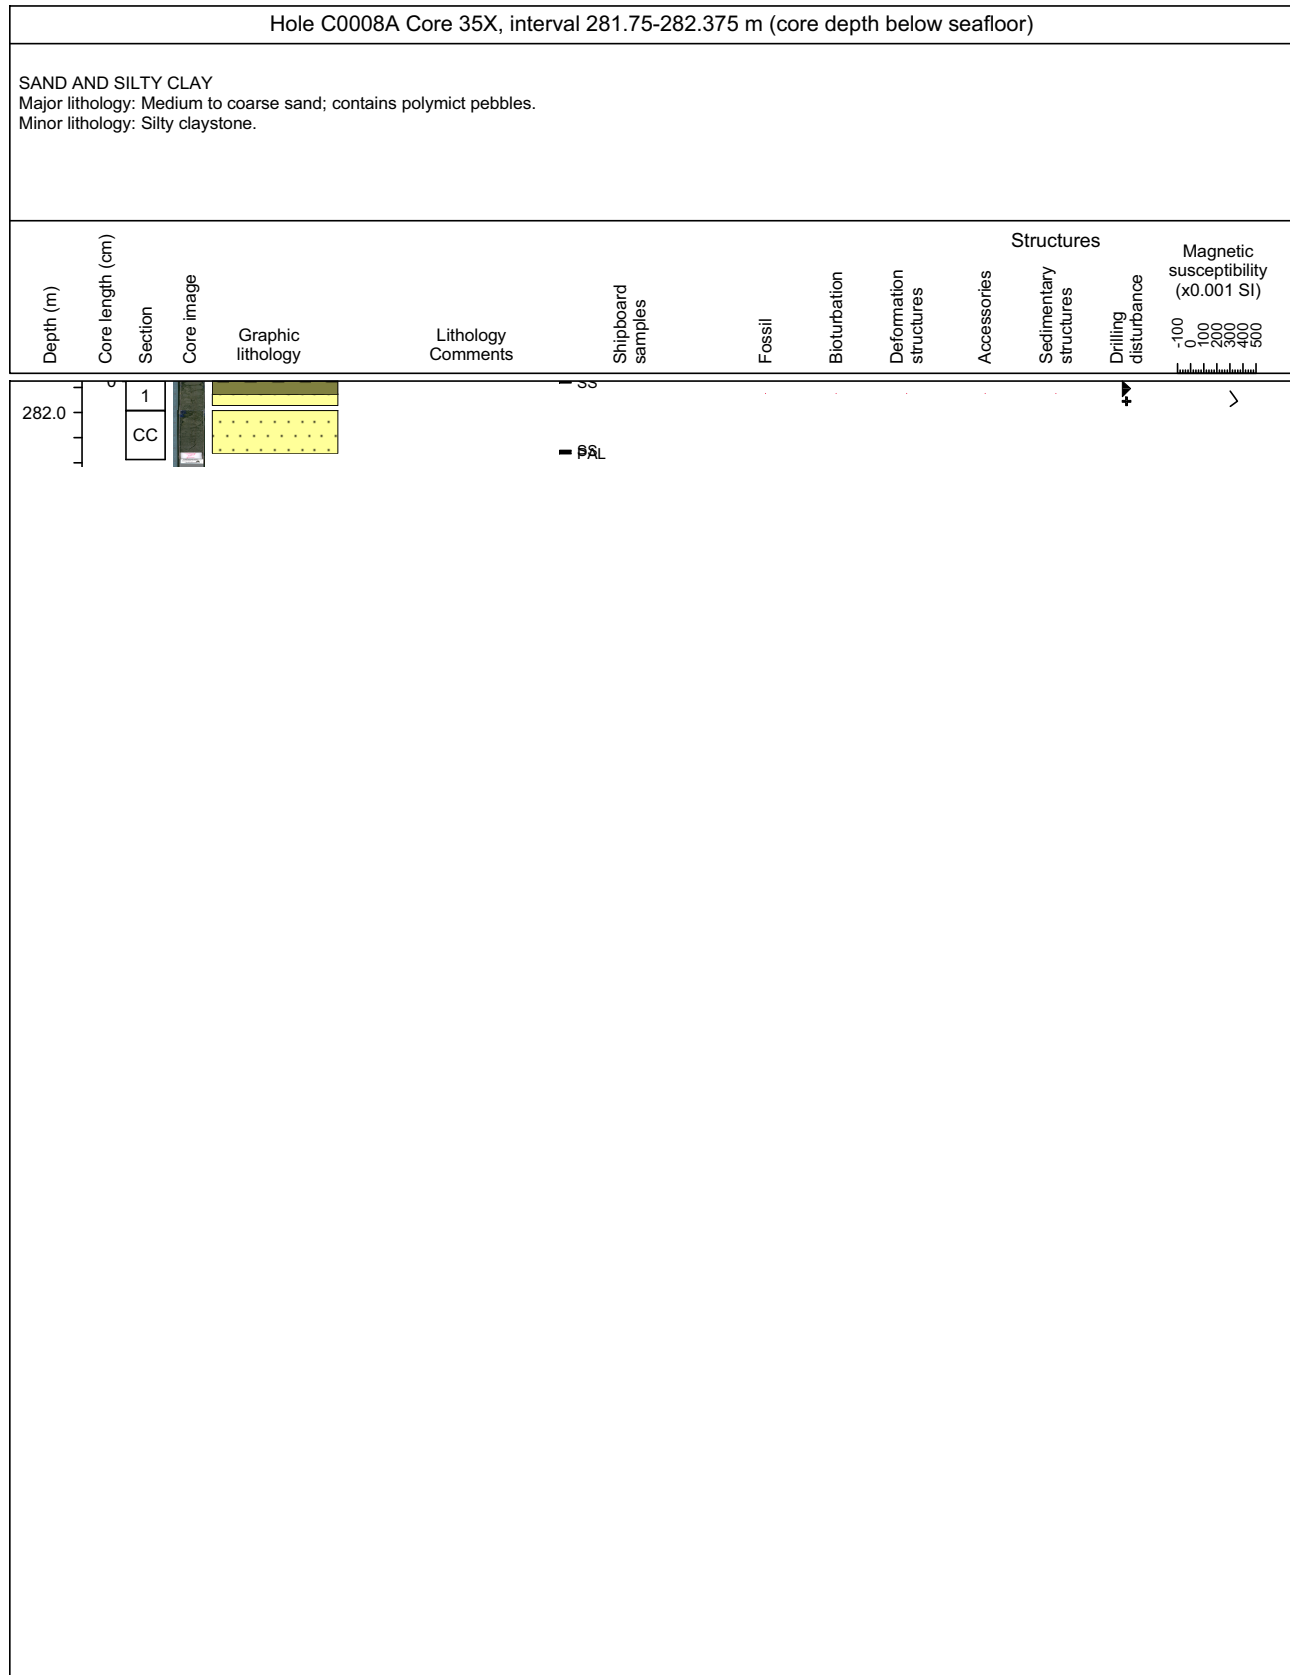 Hole C0008A Core 35X, interval 281.75-282.375 m (core depth below seafloor)
SAND AND SILTY CLAY
Major lithology: Medium to coarse sand; contains polymict pebbles.
Minor lithology: Silty claystone.
Depth (m)
Core length (cm)
Section
Core image
Graphic
lithology
Lithology
Comments
Shipboard
samples
Fossil
Bioturbation
Structures
Deformation
structures
Accessories
Sedimentary
structures
Drilling
disturbance
Magnetic
susceptibility
(x0.001 SI)
-100
0
100
200
300
400
500
SS
1
282.0
CC
SS
PAL